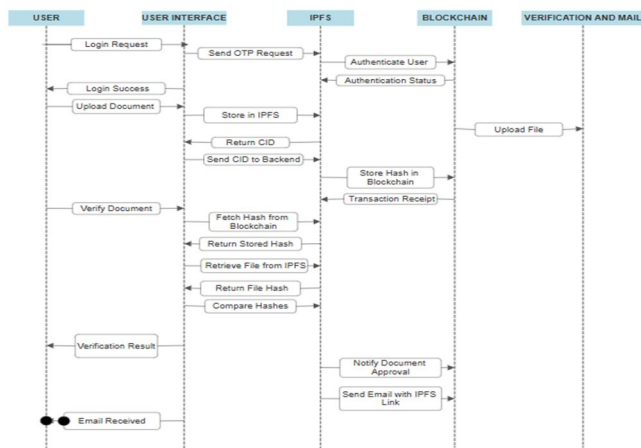 USER USER INTERFACE IPFS BLOCKCHAIN VERIFICATION AND MAIL
Login Request
Send OTP Request
Authenticate User
Authentication Status
Login Success
Upload Document
Store in IPFS
Upload File
Return CID
Send CID to Backend
Store Hash in
Blockchain
Transaction Receipt
Verify Document
Fetch Hash from
Blockchain
Return Stored Hash
Retrieve File from IPFS
Return File Hash
Compare Hashes
Verification Result
Notify Document
Approval
Send Email with IPFS
Link
Email Received